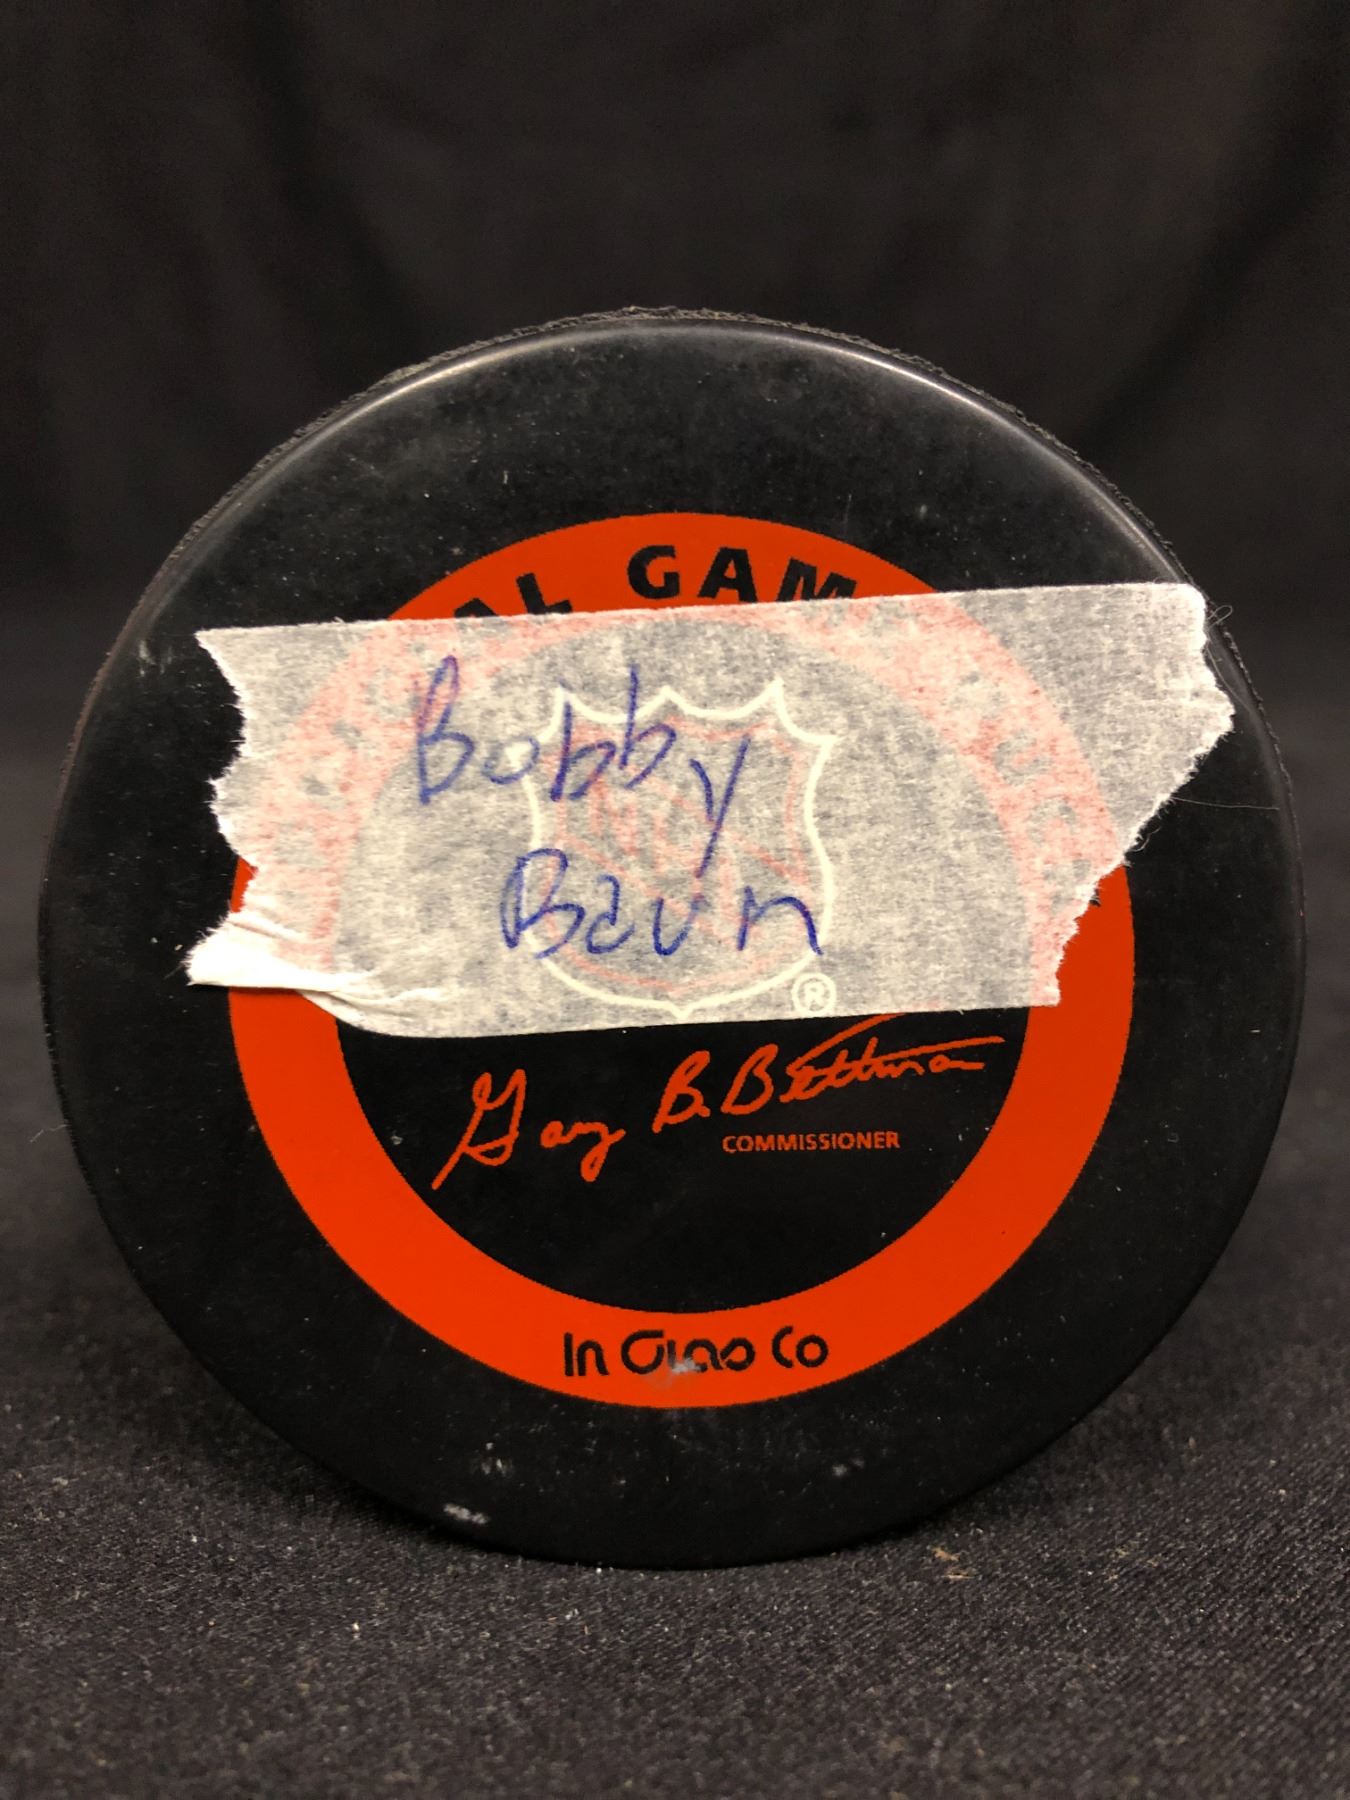 AL GAM
Bobby
Baun
®
Gary B. Bettman
COMMISSIONER
In Glas Co